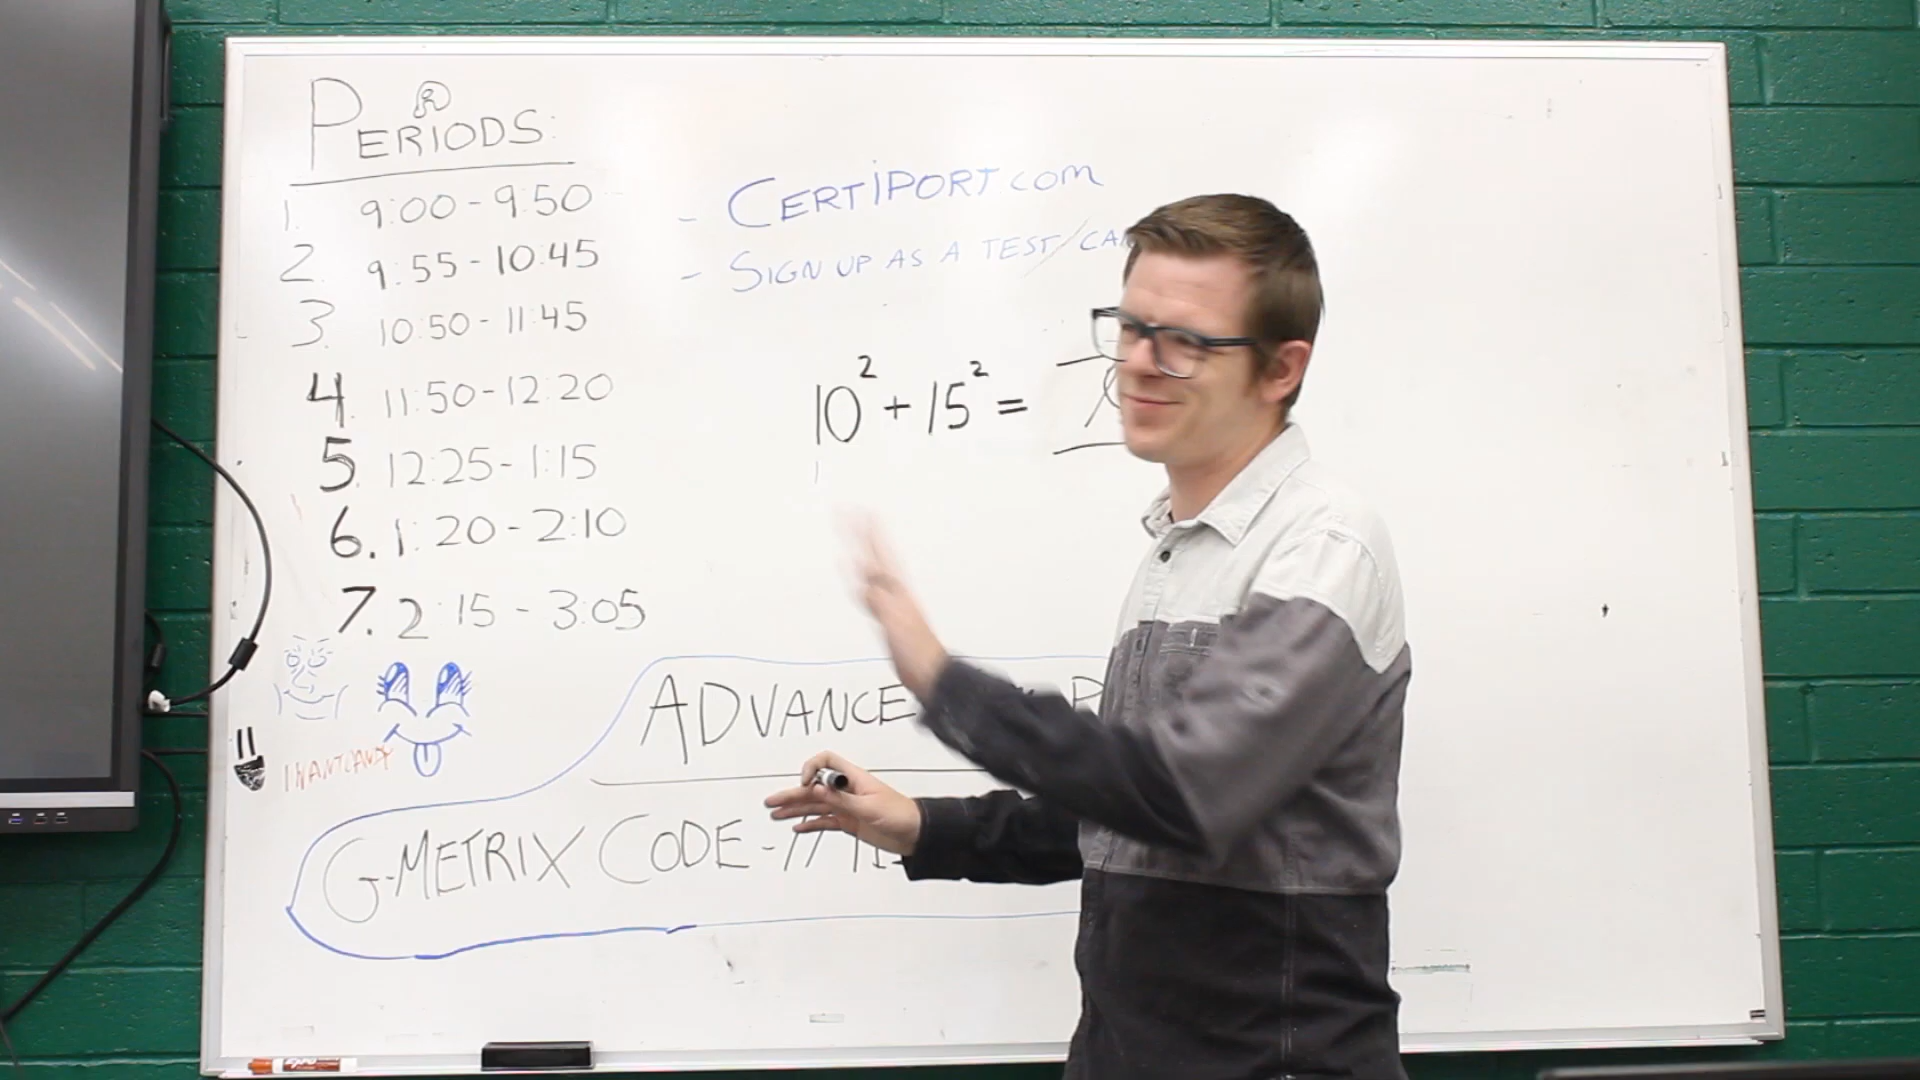 PERIODS:
1. 9:00 - 9:50
2. 9:55 - 10:45
3. 10:50 - 11:45
4. 11:50 - 12:20
5. 12:25 - 1:15
6. 1:20 - 2:10
7. 2:15 - 3:05
- CERTIPORT.com
- SIGN UP AS A TEST/
10² + 15² =
I WANT CANDY
ADVANCE
G-METRIX CODE-
EXPO